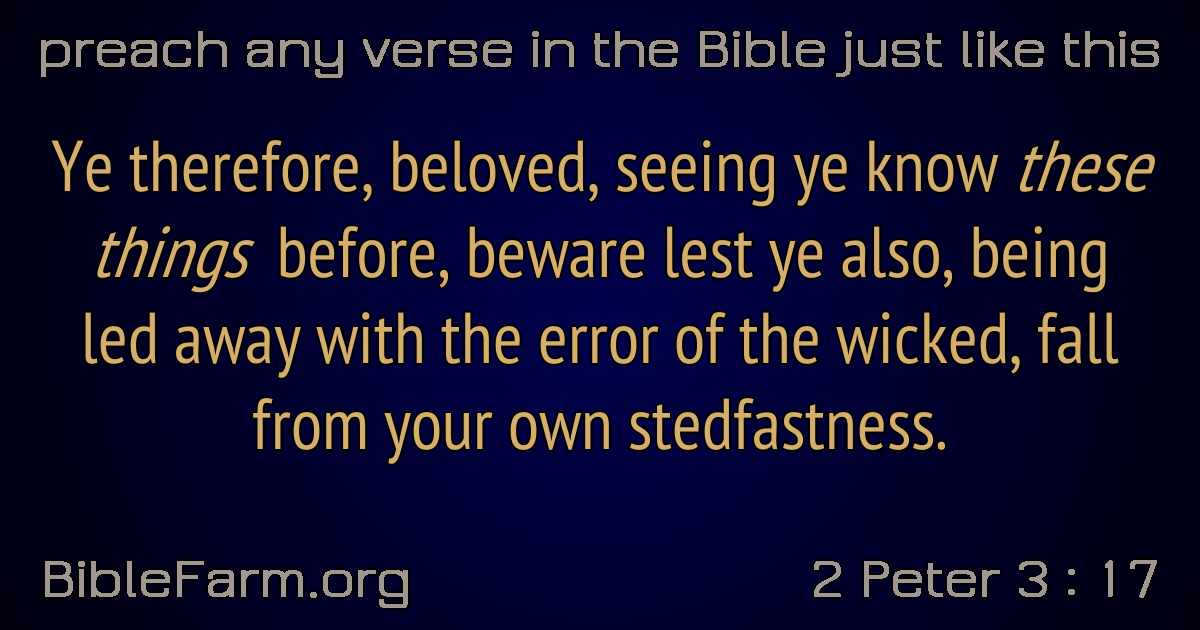 preach any verse in the Bible just like this
Ye therefore, beloved, seeing ye know these
things before, beware lest ye also, being
led away with the error of the wicked, fall
from your own stedfastness.
BibleFarm.org
2 Peter 3 : 17